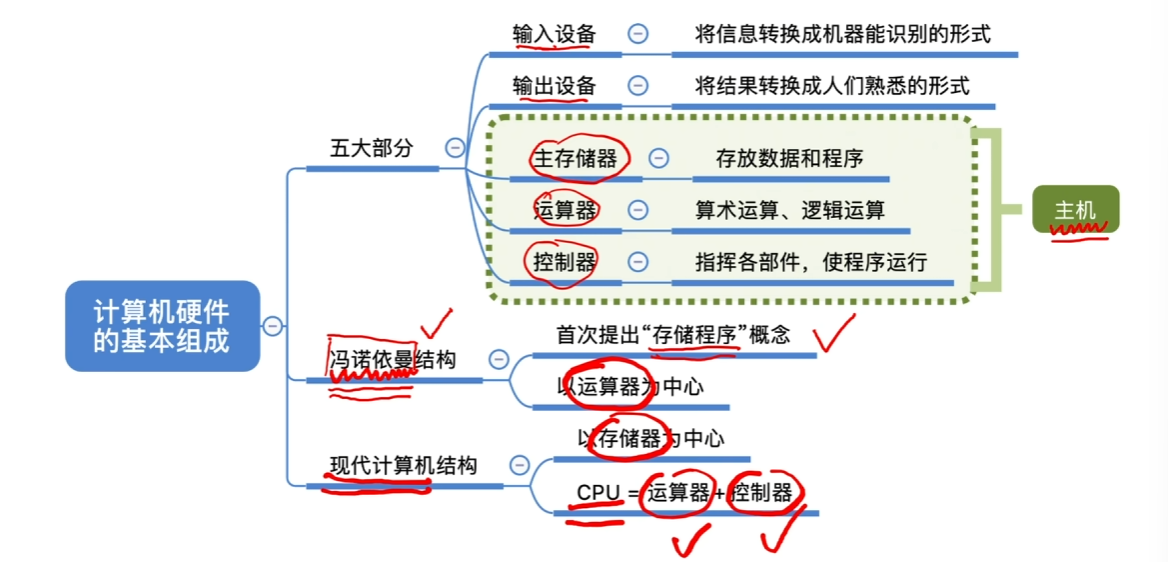 输入设备 将信息转换成机器能识别的形式
输出设备 将结果转换成人们熟悉的形式
五大部分
主存储器 存放数据和程序
运算器 算术运算、逻辑运算
主机
控制器 指挥各部件，使程序运行
计算机硬件
的基本组成
冯诺依曼结构
首次提出“存储程序”概念
以运算器为中心
现代计算机结构
以存储器为中心
CPU = 运算器+控制器